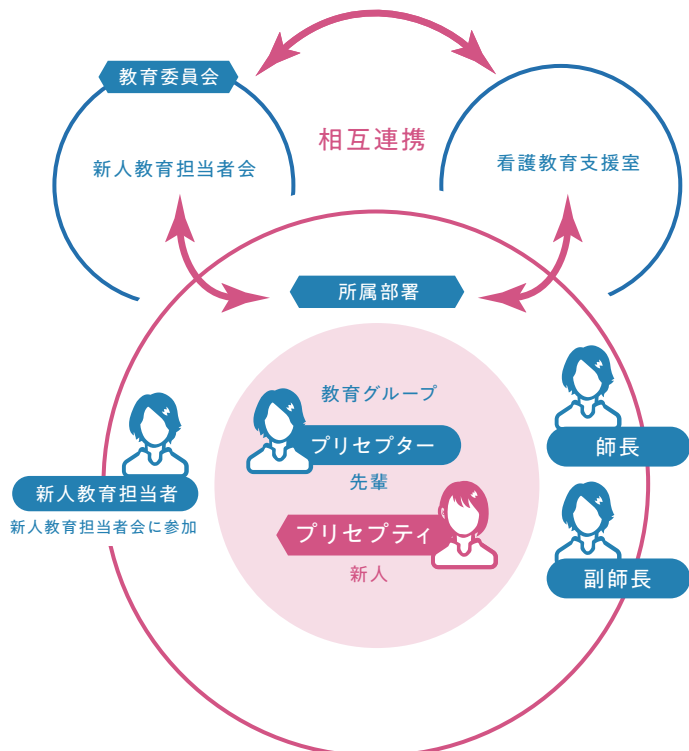 教育委員会
相互連携
新人教育担当者会
看護教育支援室
所属部署
教育グループ
プリセプター
先輩
プリセプティ
新人
新人教育担当者
新人教育担当者会に参加
師長
副師長